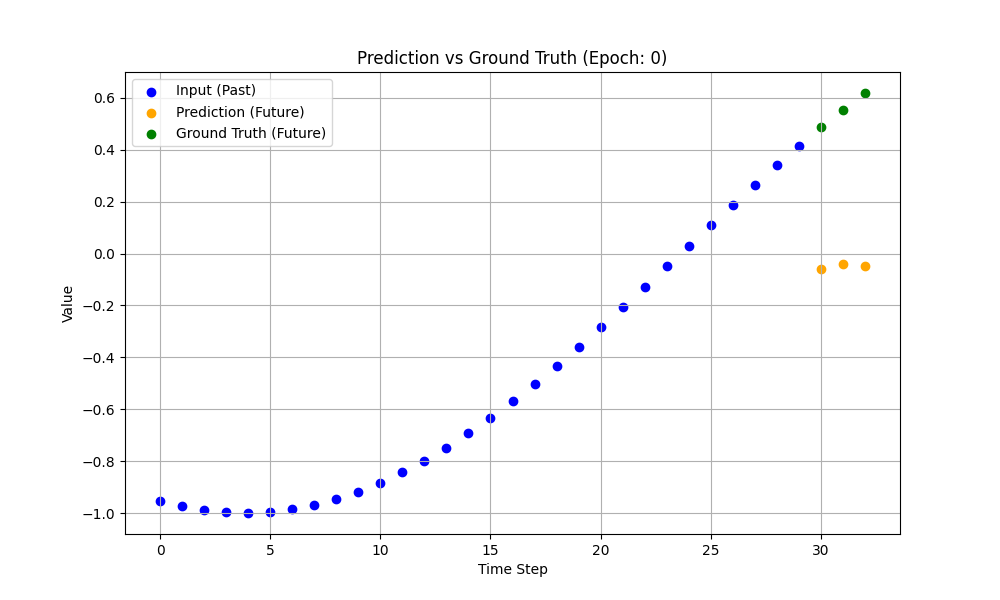 Prediction vs Ground Truth (Epoch: 0)
Input (Past)
Prediction (Future)
Ground Truth (Future)
0.6
0.4
0.2
0.0
−0.2
−0.4
−0.6
−0.8
−1.0
Value
0 5 10 15 20 25 30
Time Step